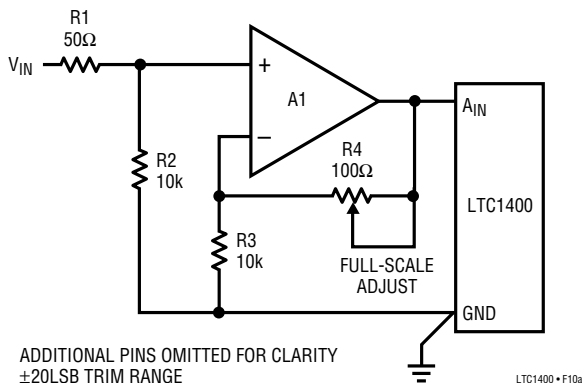 R1
50Ω
V_IN
+
A1
−
R2
10k
R3
10k
R4
100Ω
FULL-SCALE
ADJUST
A_IN
LTC1400
GND
ADDITIONAL PINS OMITTED FOR CLARITY
±20LSB TRIM RANGE
LTC1400 • F10a